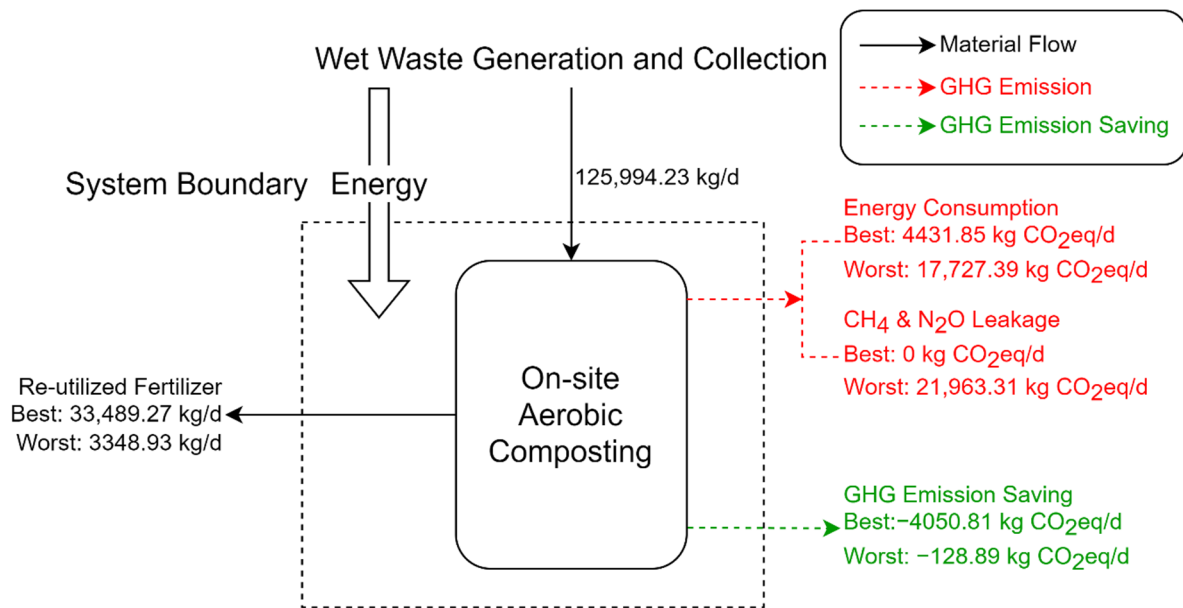 Wet Waste Generation and Collection
Material Flow
GHG Emission
GHG Emission Saving
125,994.23 kg/d
System Boundary
Energy
Energy Consumption
Best: 4431.85 kg CO2eq/d
Worst: 17,727.39 kg CO2eq/d
CH4 & N2O Leakage
Best: 0 kg CO2eq/d
Worst: 21,963.31 kg CO2eq/d
Re-utilized Fertilizer
Best: 33,489.27 kg/d
Worst: 3348.93 kg/d
On-site
Aerobic
Composting
GHG Emission Saving
Best:−4050.81 kg CO2eq/d
Worst: −128.89 kg CO2eq/d